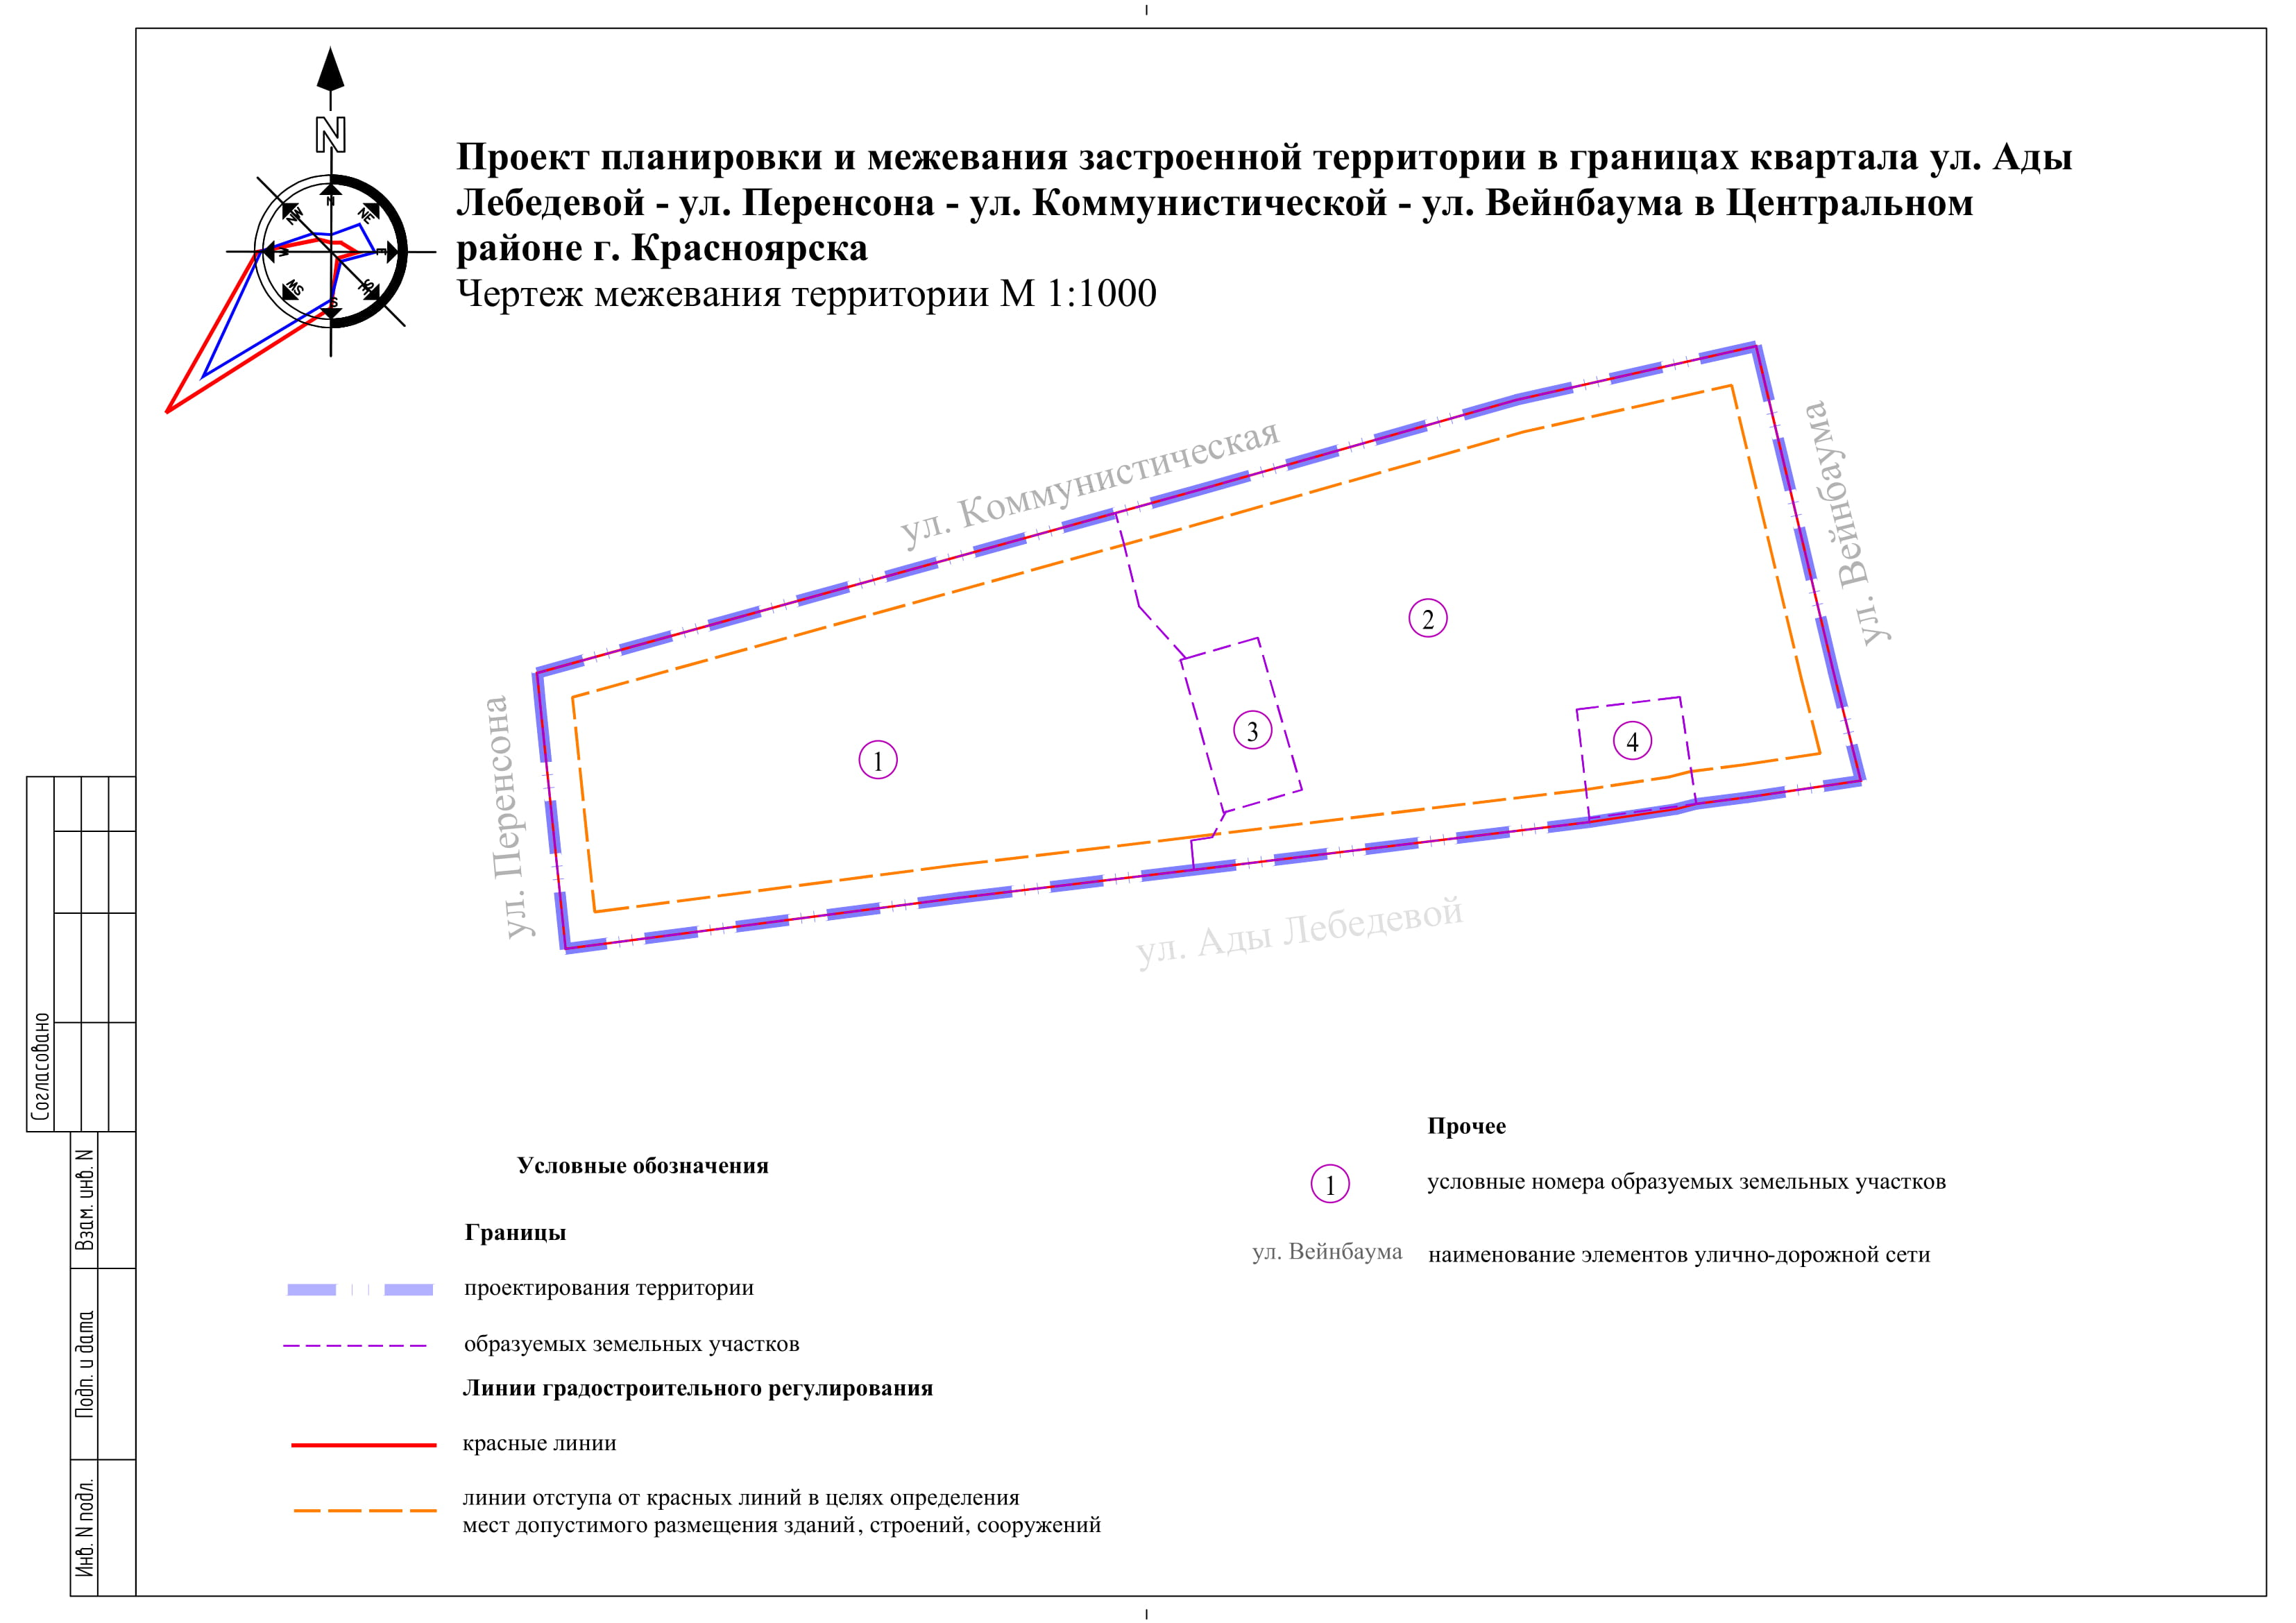 N
N
NE
E
SE
S
SW
W
NW
Проект планировки и межевания застроенной территории в границах квартала ул. Ады
Лебедевой - ул. Перенсона - ул. Коммунистической - ул. Вейнбаума в Центральном
районе г. Красноярска
Чертеж межевания территории М 1:1000
ул. Коммунистическая
ул. Вейнбаума
ул. Перенсона
ул. Ады Лебедевой
1
2
3
4
Согласовано
Взам. инв. N
Подп. и дата
Инв. N подл.
Условные обозначения
Границы
проектирования территории
образуемых земельных участков
Линии градостроительного регулирования
красные линии
линии отступа от красных линий в целях определения
мест допустимого размещения зданий, строений, сооружений
Прочее
1
условные номера образуемых земельных участков
ул. Вейнбаума
наименование элементов улично-дорожной сети